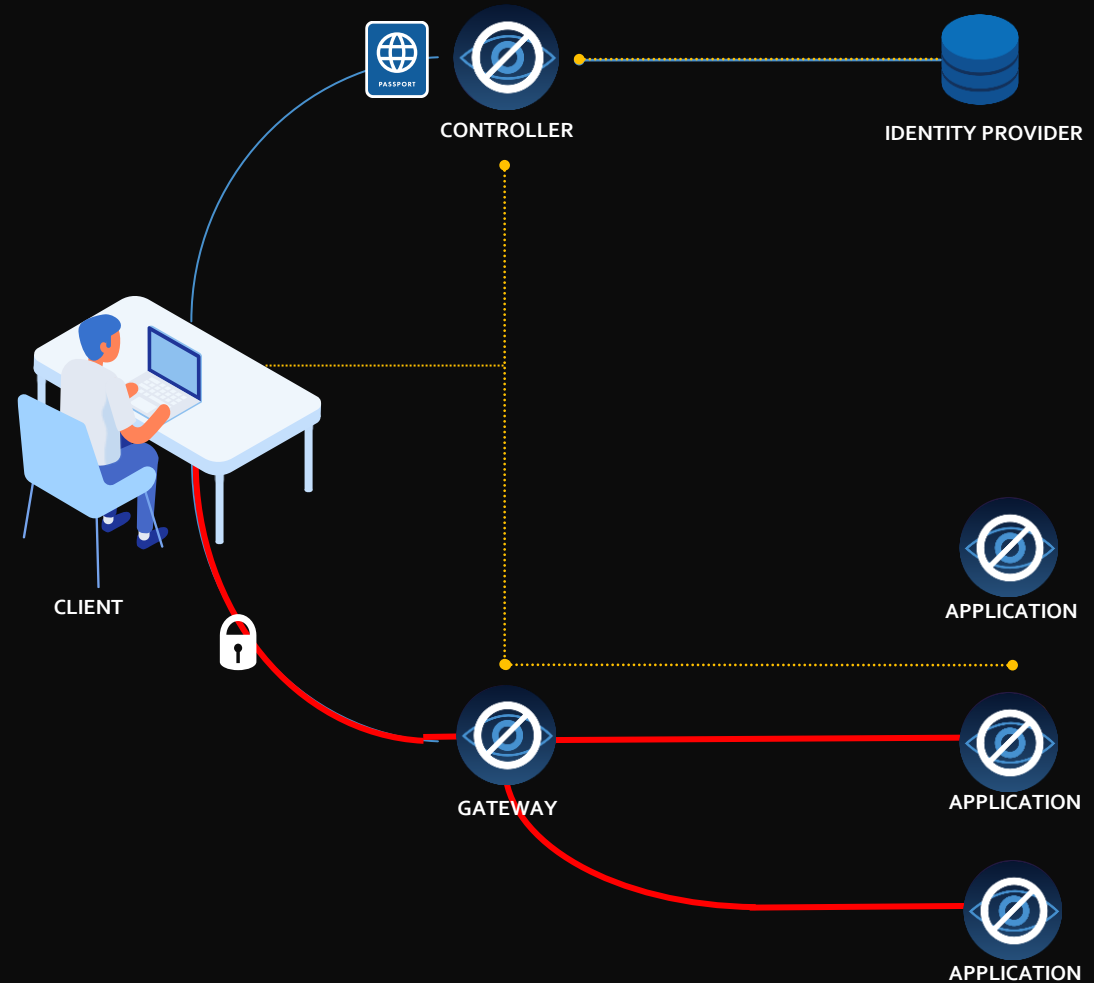 PASSPORT
CONTROLLER
IDENTITY PROVIDER
CLIENT
APPLICATION
GATEWAY
APPLICATION
APPLICATION